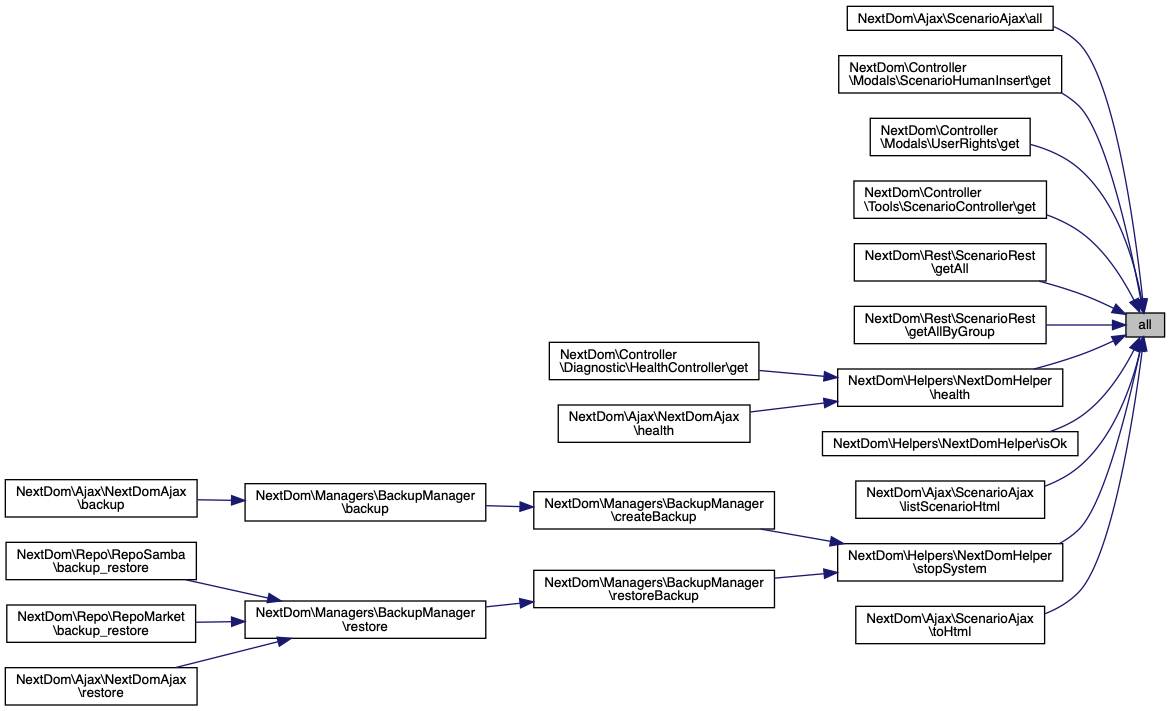 NextDom\Ajax\ScenarioAjax\all
NextDom\Controller
\Modals\ScenarioHumanInsert\get
NextDom\Controller
\Modals\UserRights\get
NextDom\Controller
\Tools\ScenarioController\get
NextDom\Rest\ScenarioRest
\getAll
NextDom\Rest\ScenarioRest
\getAllByGroup
all
NextDom\Controller
\Diagnostic\HealthController\get
NextDom\Helpers\NextDomHelper
\health
NextDom\Ajax\NextDomAjax
\health
NextDom\Helpers\NextDomHelper\isOk
NextDom\Ajax\ScenarioAjax
\listScenarioHtml
NextDom\Ajax\NextDomAjax
\backup
NextDom\Managers\BackupManager
\backup
NextDom\Managers\BackupManager
\createBackup
NextDom\Helpers\NextDomHelper
\stopSystem
NextDom\Repo\RepoSamba
\backup_restore
NextDom\Managers\BackupManager
\restoreBackup
NextDom\Repo\RepoMarket
\backup_restore
NextDom\Managers\BackupManager
\restore
NextDom\Ajax\ScenarioAjax
\toHtml
NextDom\Ajax\NextDomAjax
\restore